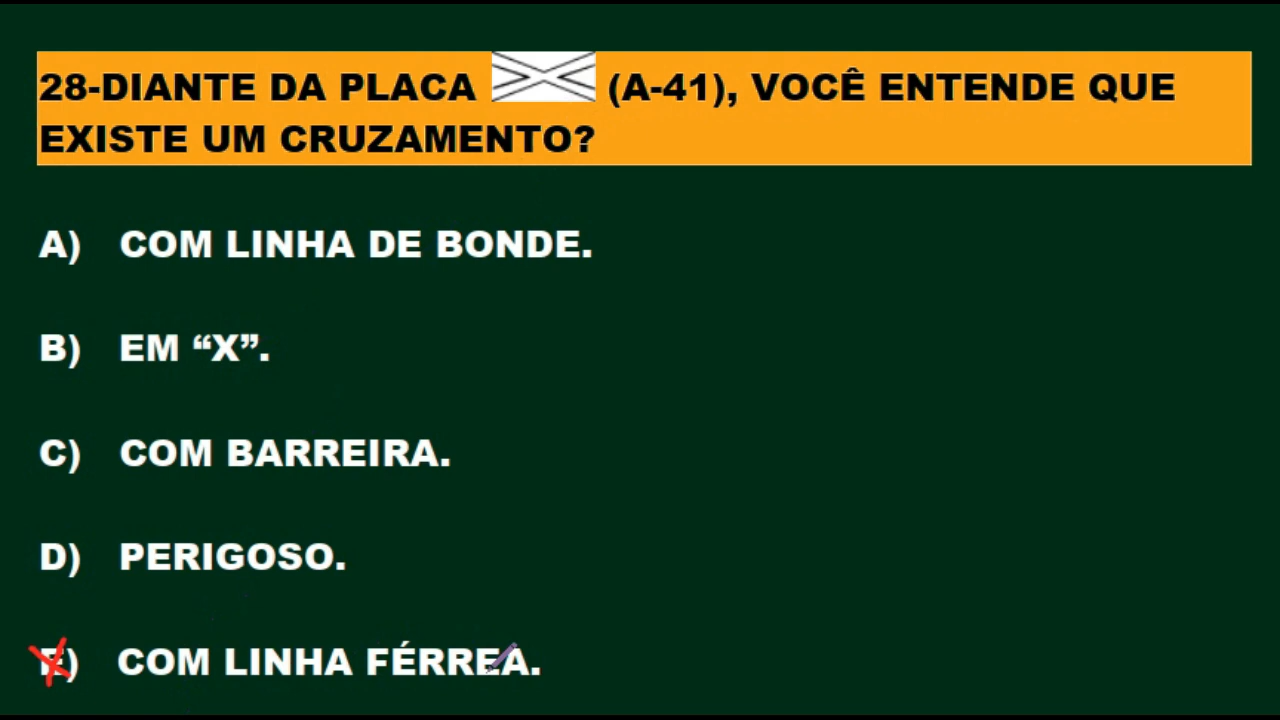 28-DIANTE DA PLACA (A-41), VOCÊ ENTENDE QUE
EXISTE UM CRUZAMENTO?
A) COM LINHA DE BONDE.
B) EM “X”.
C) COM BARREIRA.
D) PERIGOSO.
E) COM LINHA FÉRREA.